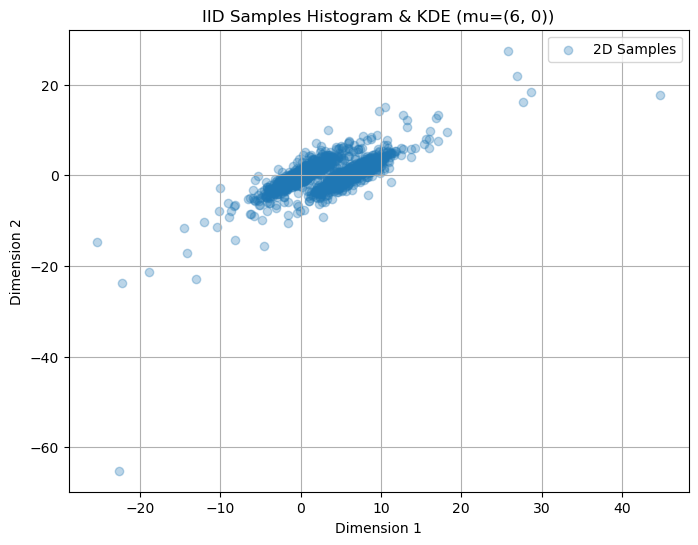 IID Samples Histogram & KDE (mu=(6, 0))
2D Samples
20
0
−20
−40
−60
Dimension 2
−20 −10 0 10 20 30 40
Dimension 1